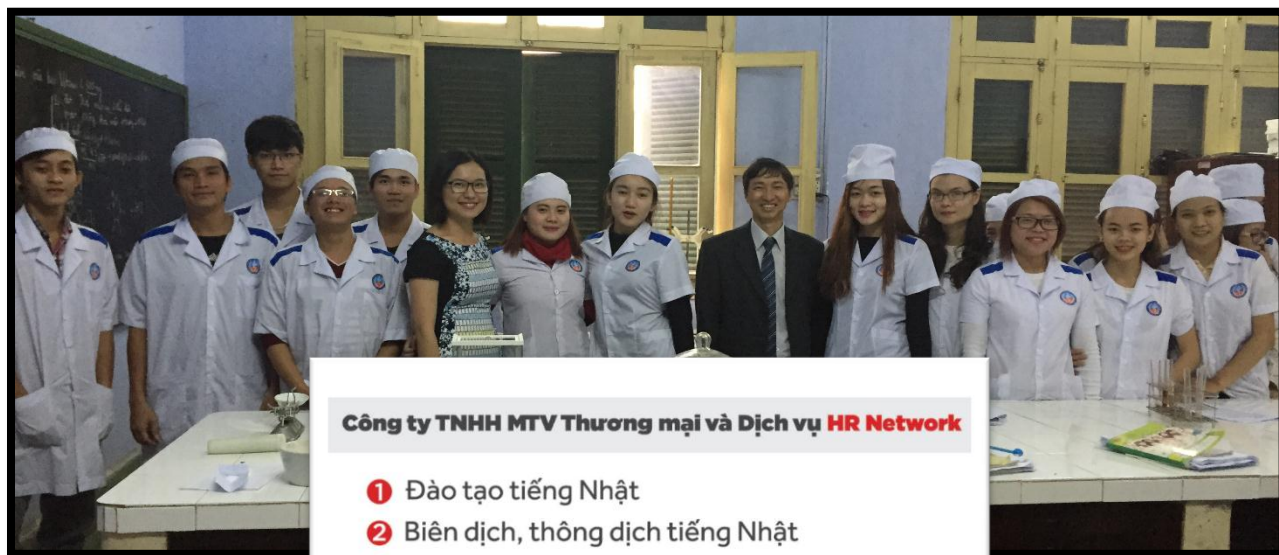 Công ty TNHH MTV Thương mại và Dịch vụ HR Network
1 Đào tạo tiếng Nhật
2 Biên dịch, thông dịch tiếng Nhật